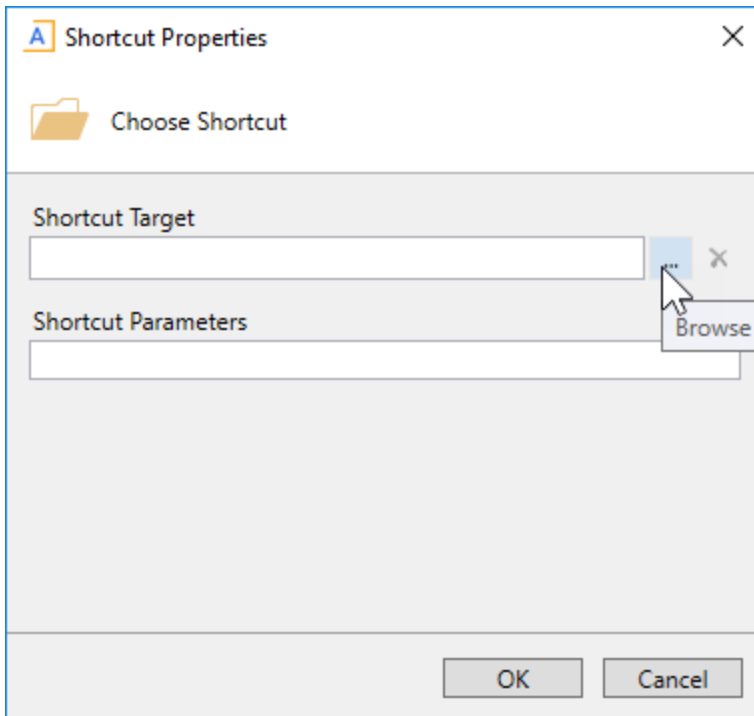 A Shortcut Properties
Choose Shortcut
Shortcut Target
...
Browse
Shortcut Parameters
OK Cancel